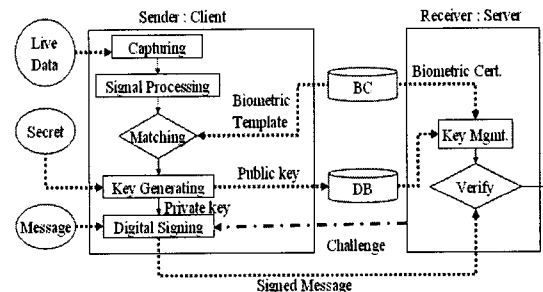 Sender : Client
Receiver : Server
Live
Data
Capturing
Signal Processing
Biometric
Template
BC
Biometric Cert.
Matching
Key Mgmt.
Secret
Key Generating
Public key
DB
Verify
Private key
Message
Digital Signing
Challenge
Signed Message